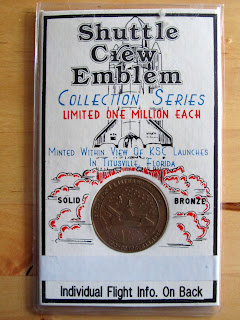 Shuttle
Crew
Emblem
COLLECTION SERIES
LIMITED ONE MILLION EACH
MINTED WITHIN VIEW OF KSC LAUNCHES
IN TITUSVILLE, FLORIDA
SOLID BRONZE
Individual Flight Info. On Back